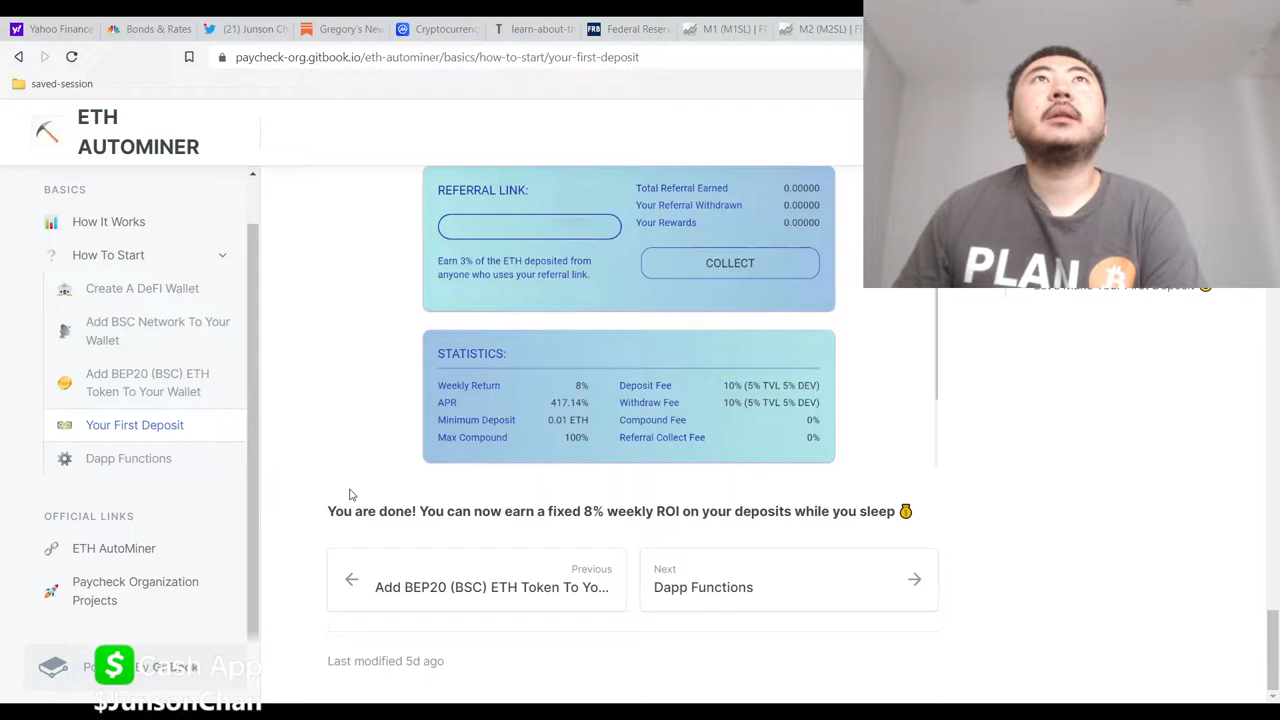 Yahoo Finance
Bonds & Rates
(21) Junson Ch
Gregory's New
Cryptocurrenc
learn-about-th
FRB
Federal Reserv
M1 (M1SL) | F
M2 (M2SL) | F
paycheck-org.gitbook.io/eth-autominer/basics/how-to-start/your-first-deposit
saved-session
ETH
AUTOMINER
BASICS
How It Works
How To Start
Create A DeFI Wallet
Add BSC Network To Your
Wallet
Add BEP20 (BSC) ETH
Token To Your Wallet
Your First Deposit
Dapp Functions
OFFICIAL LINKS
ETH AutoMiner
Paycheck Organization
Projects
Cash App
$JunsonChan
REFERRAL LINK:
Earn 3% of the ETH deposited from
anyone who uses your referral link.
Total Referral Earned 0.00000
Your Referral Withdrawn 0.00000
Your Rewards 0.00000
COLLECT
STATISTICS:
Weekly Return 8% Deposit Fee 10% (5% TVL 5% DEV)
APR 417.14% Withdraw Fee 10% (5% TVL 5% DEV)
Minimum Deposit 0.01 ETH Compound Fee 0%
Max Compound 100% Referral Collect Fee 0%
You are done! You can now earn a fixed 8% weekly ROI on your deposits while you sleep
Previous
Add BEP20 (BSC) ETH Token To Yo...
Next
Dapp Functions
Last modified 5d ago
PLAN